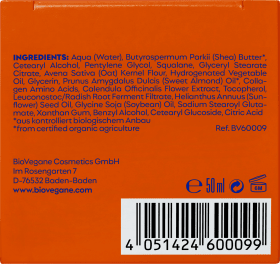 INGREDIENTS: Aqua (Water), Butyrospermum Parkii (Shea) Butter*,
Cetearyl Alcohol, Pentylene Glycol, Squalane, Glyceryl Stearate
Citrate, Avena Sativa (Oat) Kernel Flour, Hydrogenated Vegetable
Oil, Glycerin, Prunus Amygdalus Dulcis (Sweet Almond) Oil*, Colla-
gen Amino Acids, Calendula Officinalis Flower Extract, Tocopherol,
Leuconostoc/Radish Root Ferment Filtrate, Helianthus Annuus (Sun-
flower) Seed Oil, Glycine Soja (Soybean) Oil, Sodium Stearoyl Gluta-
mate, Xanthan Gum, Benzyl Alcohol, Cetearyl Glucoside, Citric Acid
*aus kontrolliert biologischem Anbau
*from certified organic agriculture
Ref. BV60009
BioVegane Cosmetics GmbH
Im Rosengarten 7
D-76532 Baden-Baden
www.biovegane.com
e 50 ml
6M
4 051424 600099